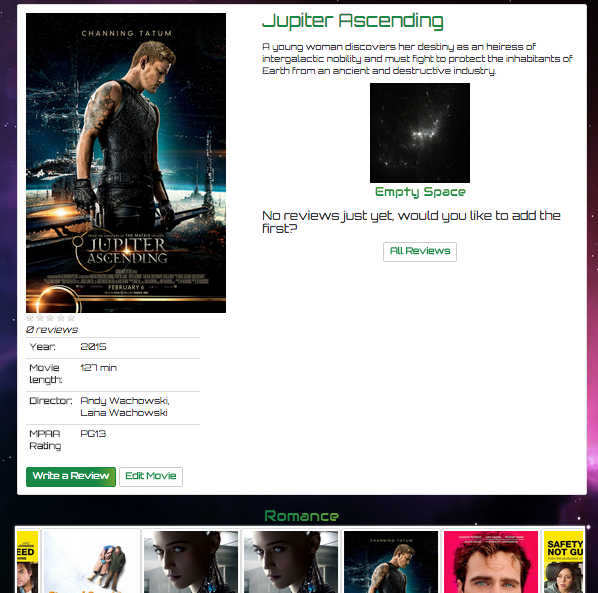 CHANNING TATUM
FROM THE CREATORS OF THE MATRIX TRILOGY
JUPITER
ASCENDING
FEBRUARY 6
0 reviews
Year: 2015
Movie length: 127 min
Director: Andy Wachowski, Lana Wachowski
MPAA Rating PG13
Write a Review Edit Movie
Jupiter Ascending
A young woman discovers her destiny as an heiress of
intergalactic nobility and must fight to protect the inhabitants of
Earth from an ancient and destructive industry.
Empty Space
No reviews just yet, would you like to add the
first?
All Reviews
Romance
EED
CHANNING TATUM
SAFETY
NOT GU